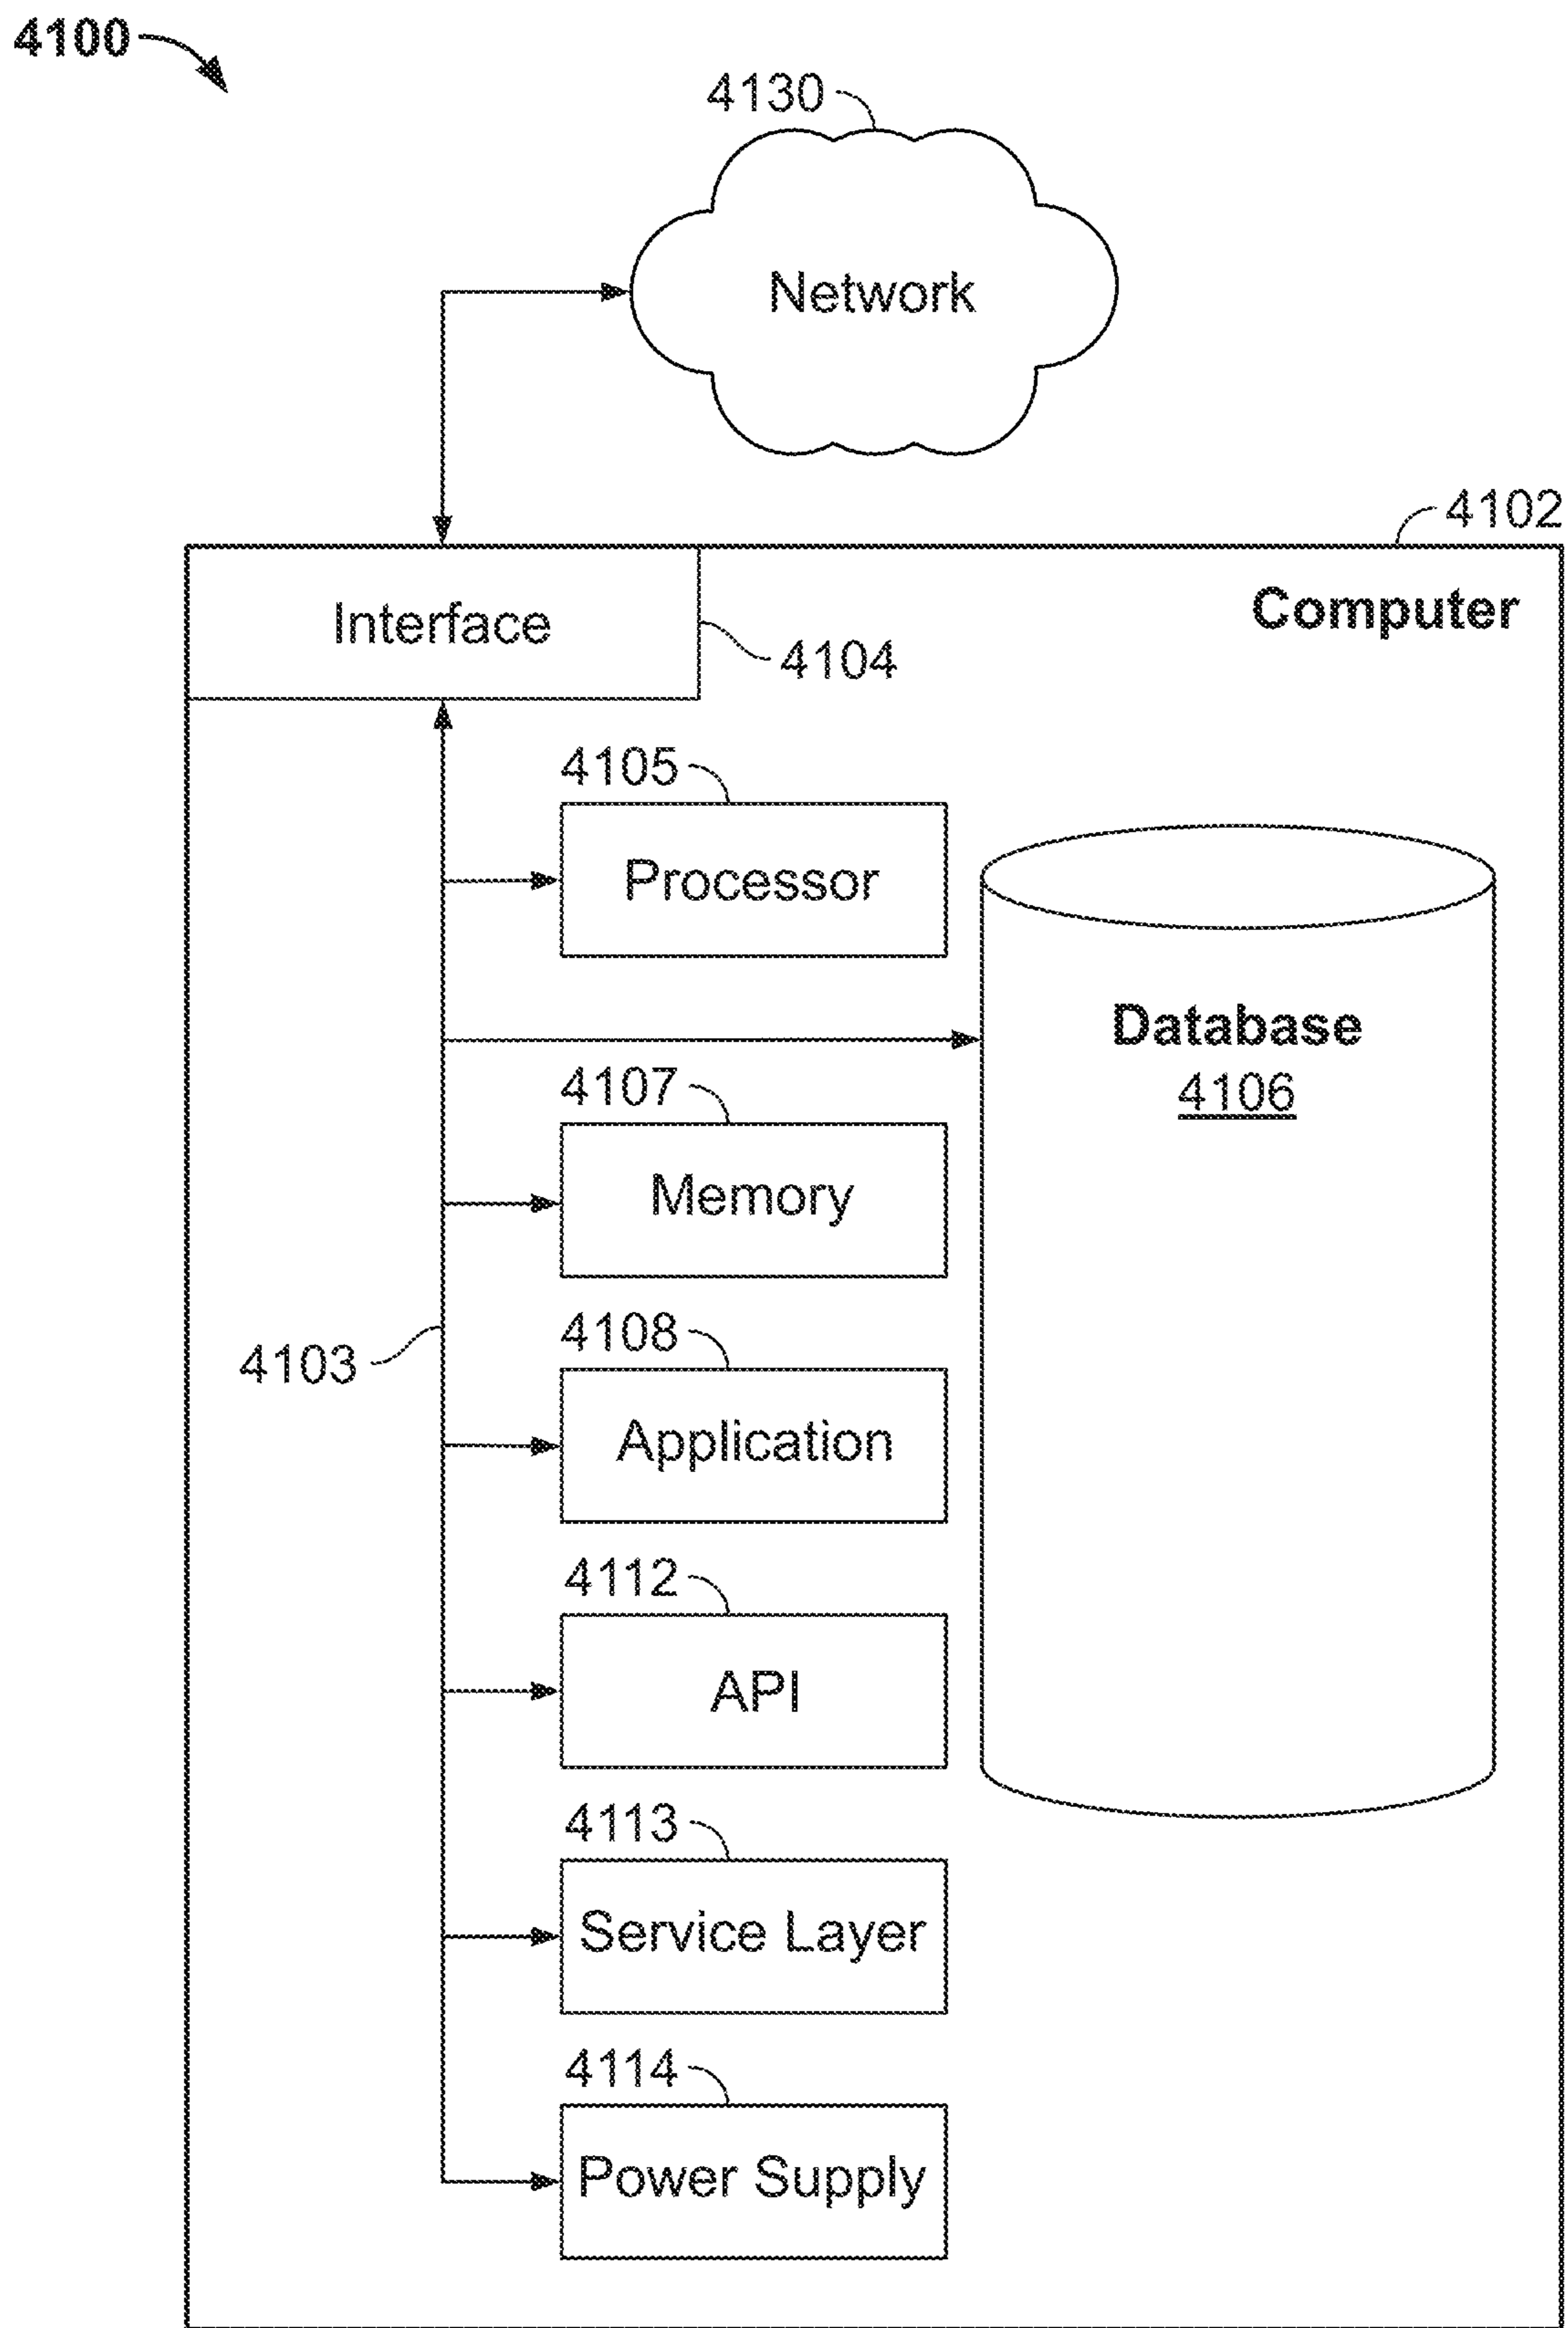 4100
4130
Network
4102
Interface
Computer
4104
4105
Processor
Database
4106
4107
Memory
4103
4108
Application
4112
API
4113
Service Layer
4114
Power Supply